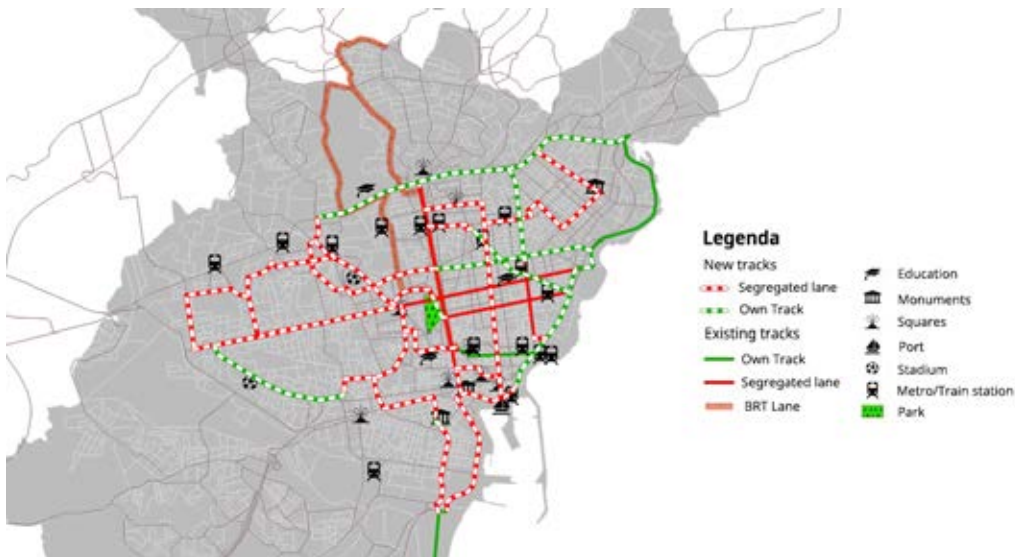 Legenda
New tracks
Segregated lane
Own Track
Existing tracks
Own Track
Segregated lane
BRT Lane
Education
Monuments
Squares
Port
Stadium
Metro/Train station
Park